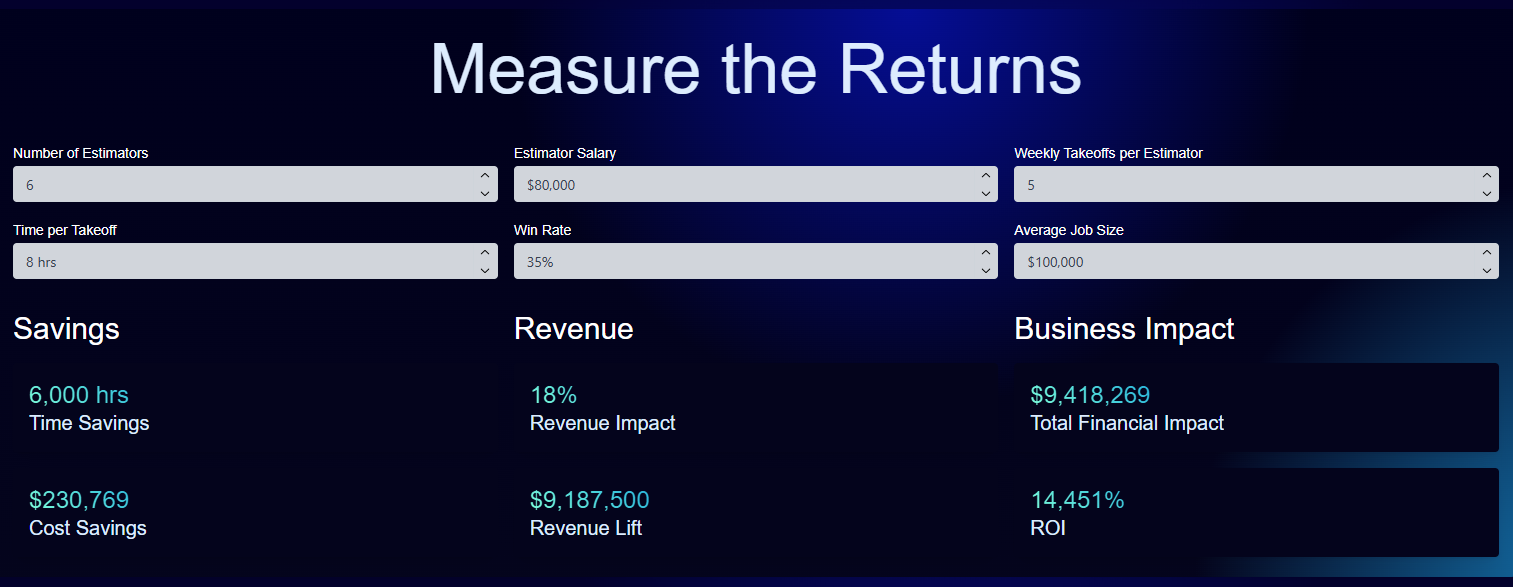 Measure the Returns
Number of Estimators
6
Estimator Salary
$80,000
Weekly Takeoffs per Estimator
5
Time per Takeoff
8 hrs
Win Rate
35%
Average Job Size
$100,000
Savings
6,000 hrs
Time Savings
$230,769
Cost Savings
Revenue
18%
Revenue Impact
$9,187,500
Revenue Lift
Business Impact
$9,418,269
Total Financial Impact
14,451%
ROI